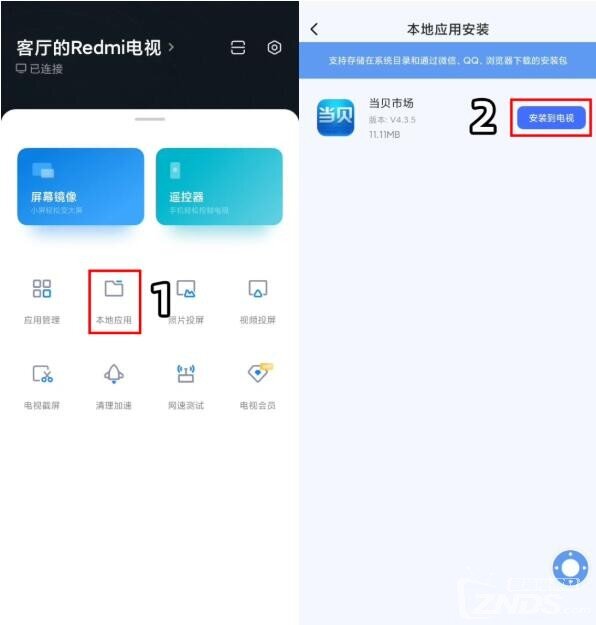 客厅的Redmi电视
已连接
屏幕镜像
小屏轻松变大屏
遥控器
手机轻松控制电视
应用管理
本地应用
照片投屏
视频投屏
电视截屏
清理加速
网速测试
电视会员
1
本地应用安装
支持存储在系统目录和通过微信、QQ、浏览器下载的安装包
当贝
当贝市场
版本: V4.3.5
11.11MB
2
安装到电视
ZNDS.COM